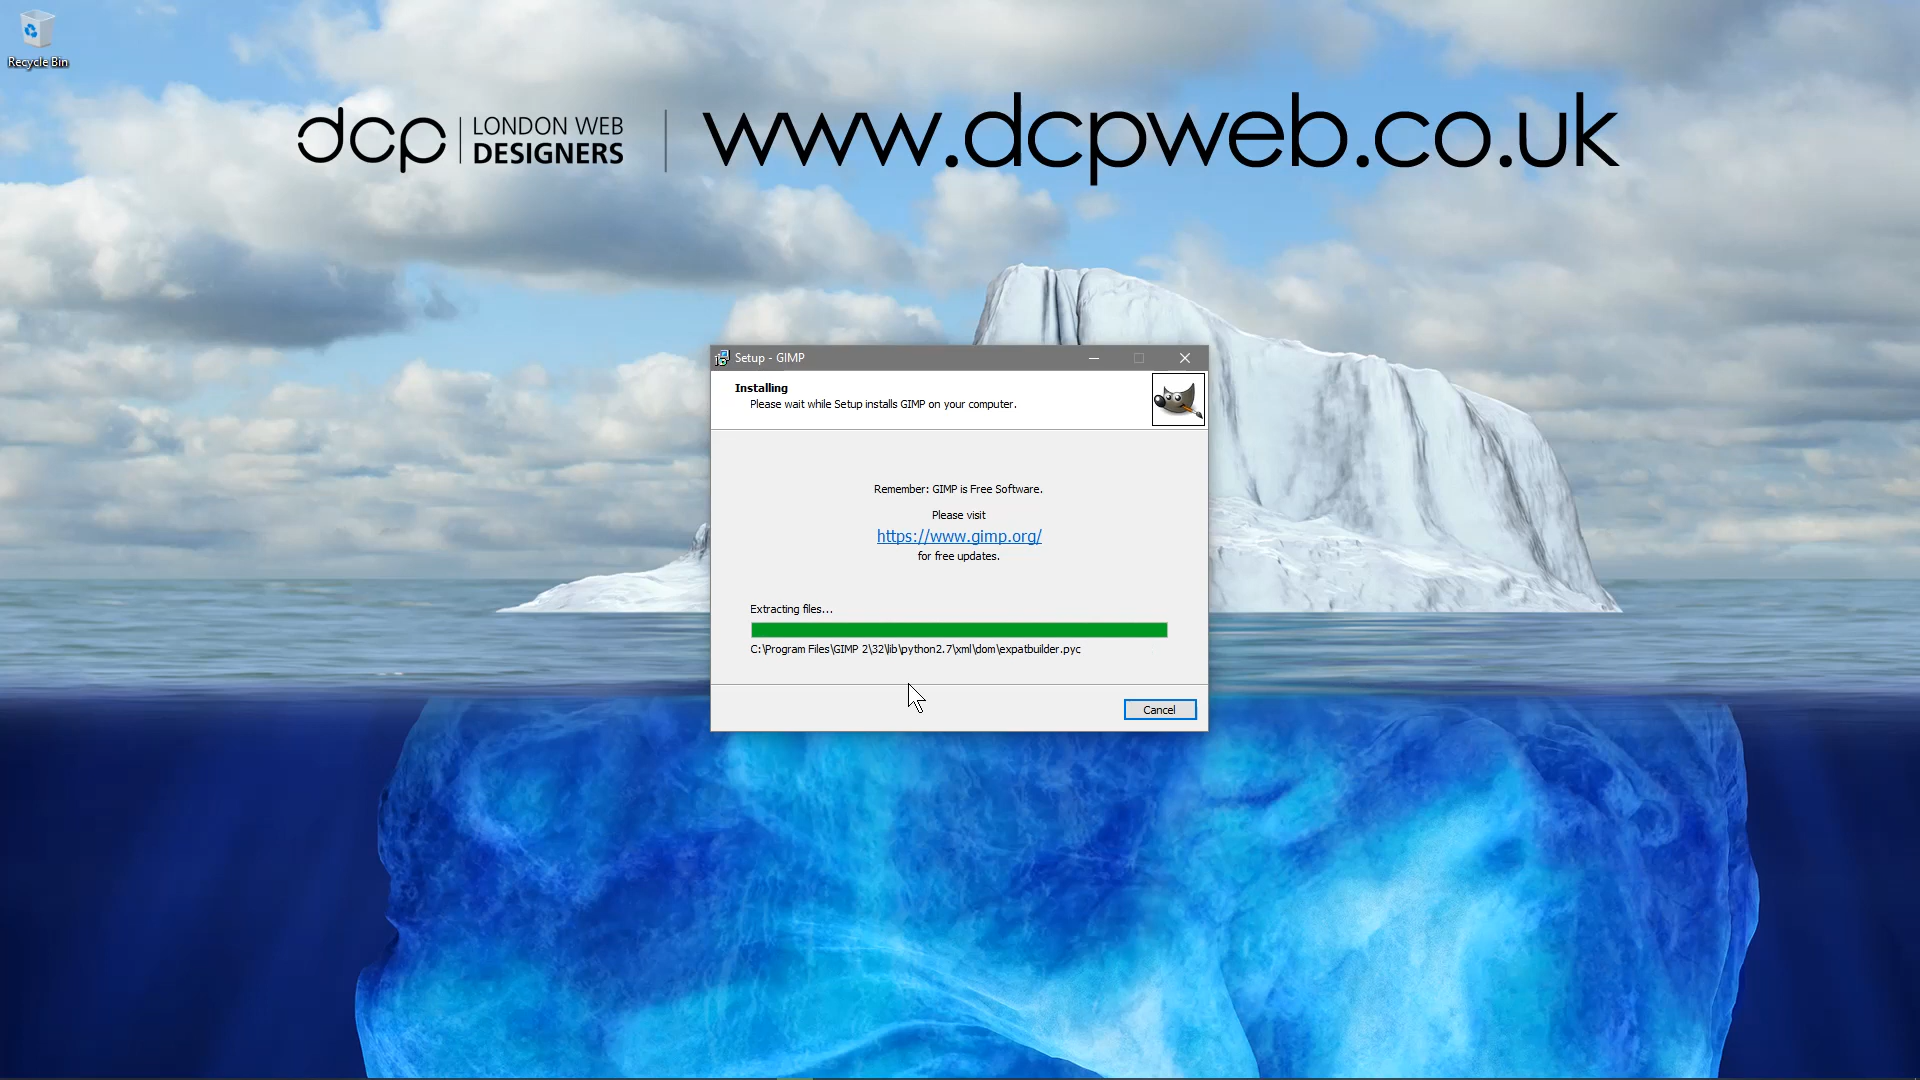 Recycle Bin
dcp LONDON WEB DESIGNERS
www.dcpweb.co.uk
Setup - GIMP
Installing
Please wait while Setup installs GIMP on your computer.
Remember: GIMP is Free Software.
Please visit
https://www.gimp.org/
for free updates.
Extracting files...
C:\Program Files\GIMP 2\32\lib\python2.7\xml\dom\expatbuilder.pyc
Cancel